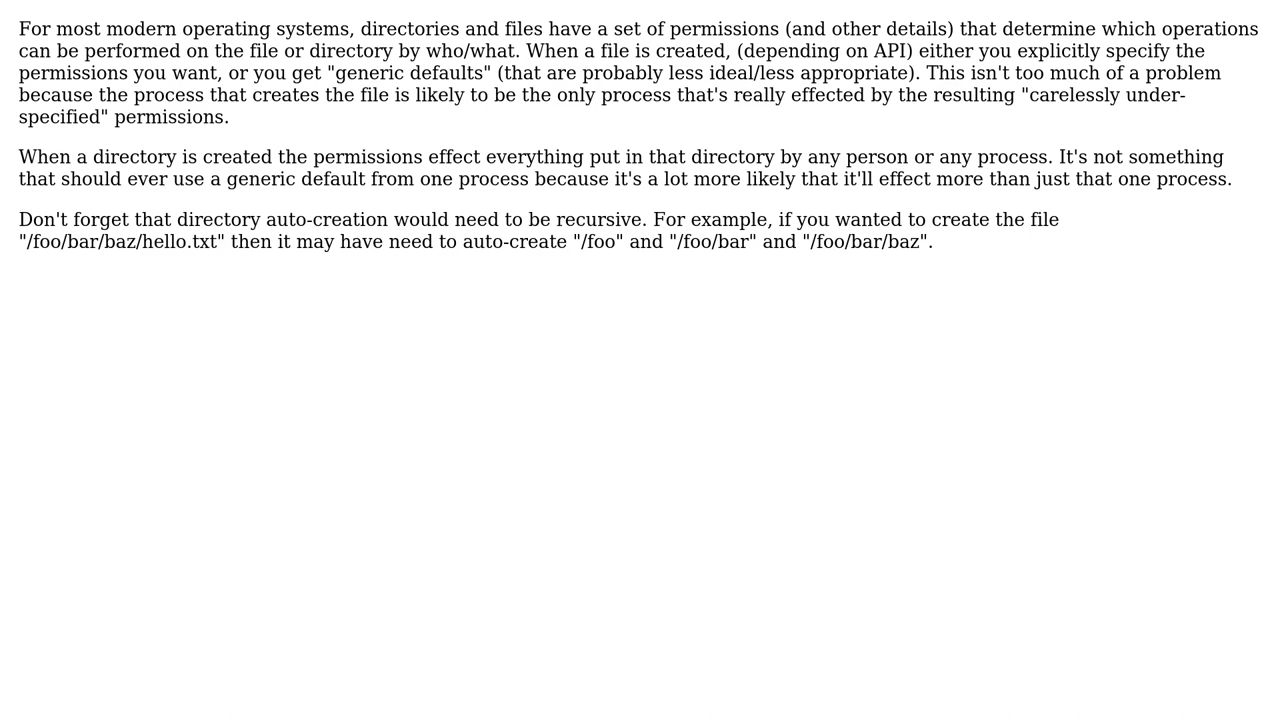 For most modern operating systems, directories and files have a set of permissions (and other details) that determine which operations
can be performed on the file or directory by who/what. When a file is created, (depending on API) either you explicitly specify the
permissions you want, or you get "generic defaults" (that are probably less ideal/less appropriate). This isn't too much of a problem
because the process that creates the file is likely to be the only process that's really effected by the resulting "carelessly under-
specified" permissions.
When a directory is created the permissions effect everything put in that directory by any person or any process. It's not something
that should ever use a generic default from one process because it's a lot more likely that it'll effect more than just that one process.
Don't forget that directory auto-creation would need to be recursive. For example, if you wanted to create the file
"/foo/bar/baz/hello.txt" then it may have need to auto-create "/foo" and "/foo/bar" and "/foo/bar/baz".